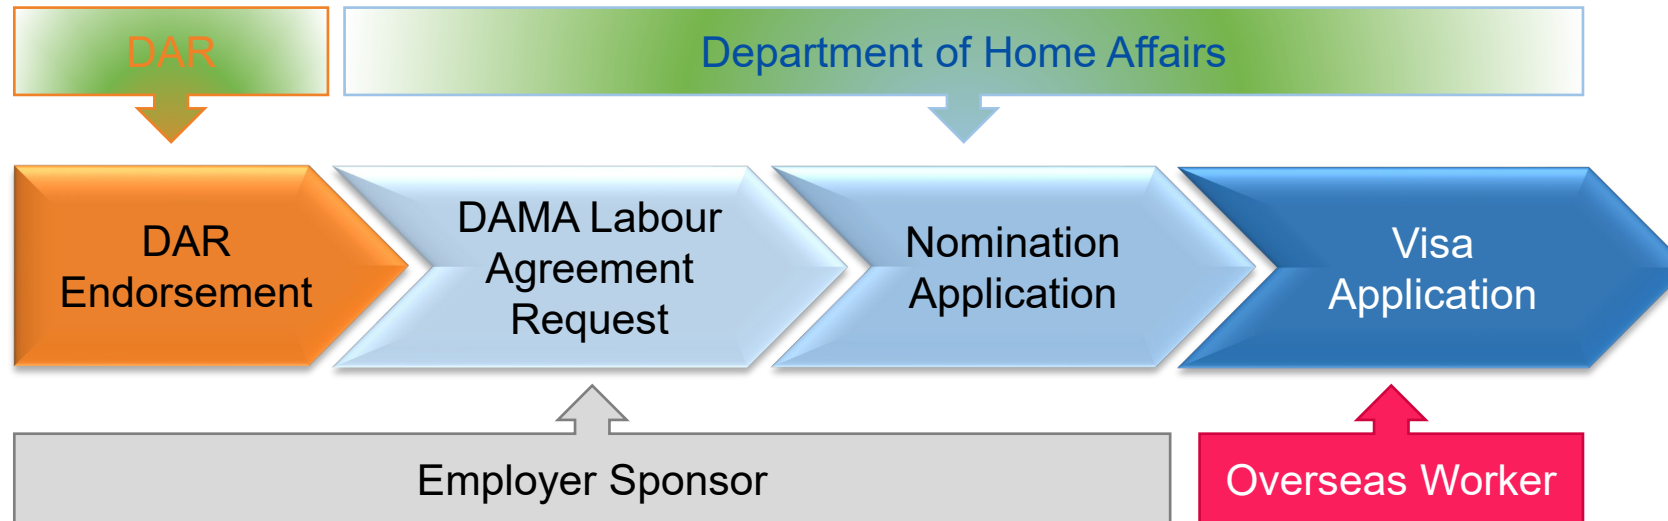 DAR
Department of Home Affairs
DAR
Endorsement
DAMA Labour
Agreement
Request
Nomination
Application
Visa
Application
Employer Sponsor
Overseas Worker